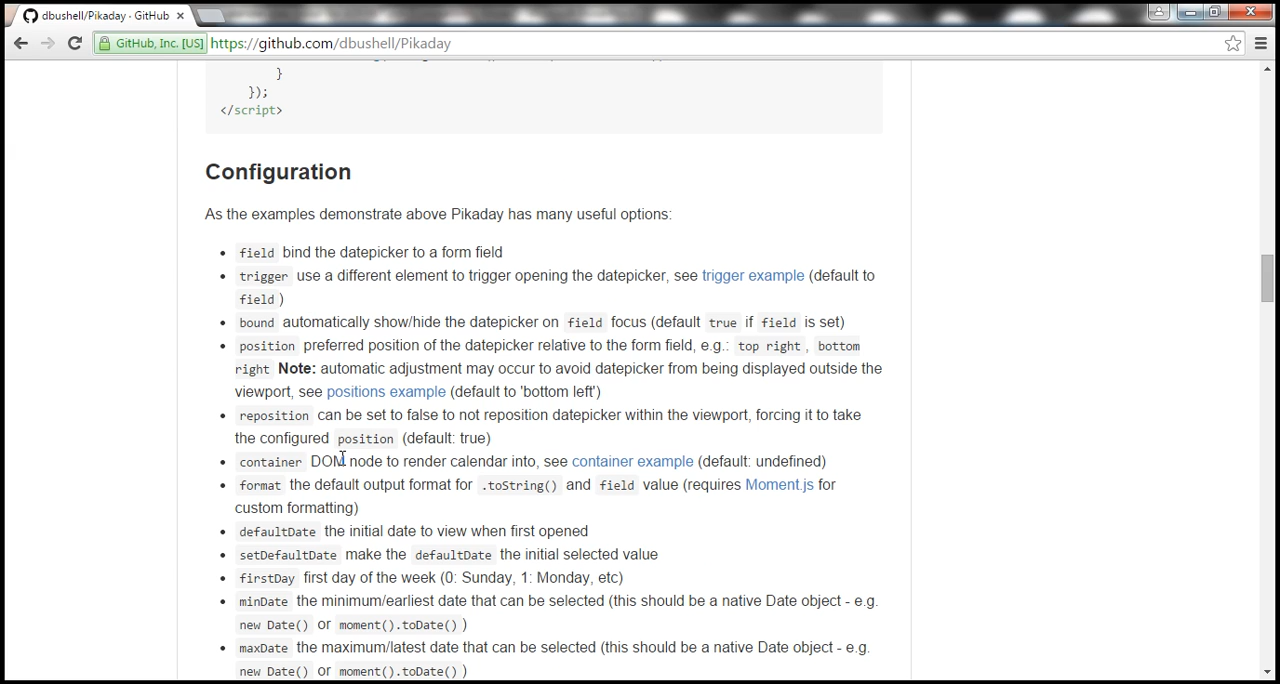 dbushell/Pikaday · GitHub
GitHub, Inc. [US] https://github.com/dbushell/Pikaday
}
});
</script>
Configuration
As the examples demonstrate above Pikaday has many useful options:
• field bind the datepicker to a form field
• trigger use a different element to trigger opening the datepicker, see trigger example (default to
field )
• bound automatically show/hide the datepicker on field focus (default true if field is set)
• position preferred position of the datepicker relative to the form field, e.g.: top right , bottom
right Note: automatic adjustment may occur to avoid datepicker from being displayed outside the
viewport, see positions example (default to 'bottom left')
• reposition can be set to false to not reposition datepicker within the viewport, forcing it to take
the configured position (default: true)
• container DOM node to render calendar into, see container example (default: undefined)
• format the default output format for .toString() and field value (requires Moment.js for
custom formatting)
• defaultDate the initial date to view when first opened
• setDefaultDate make the defaultDate the initial selected value
• firstDay first day of the week (0: Sunday, 1: Monday, etc)
• minDate the minimum/earliest date that can be selected (this should be a native Date object - e.g.
new Date() or moment().toDate() )
• maxDate the maximum/latest date that can be selected (this should be a native Date object - e.g.
new Date() or moment().toDate() )